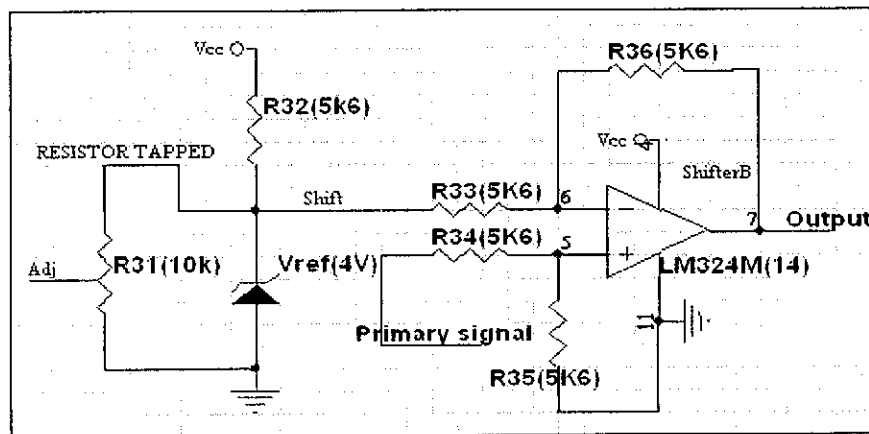 Vcc
R36(5K6)
R32(5k6)
Vcc
RESISTOR TAPPED
ShifterB
Shift
R33(5K6)
6
7
Output
R34(5K6)
5
Adj
R31(10k)
Vref(4V)
LM324M(14)
11
Primary signal
R35(5K6)